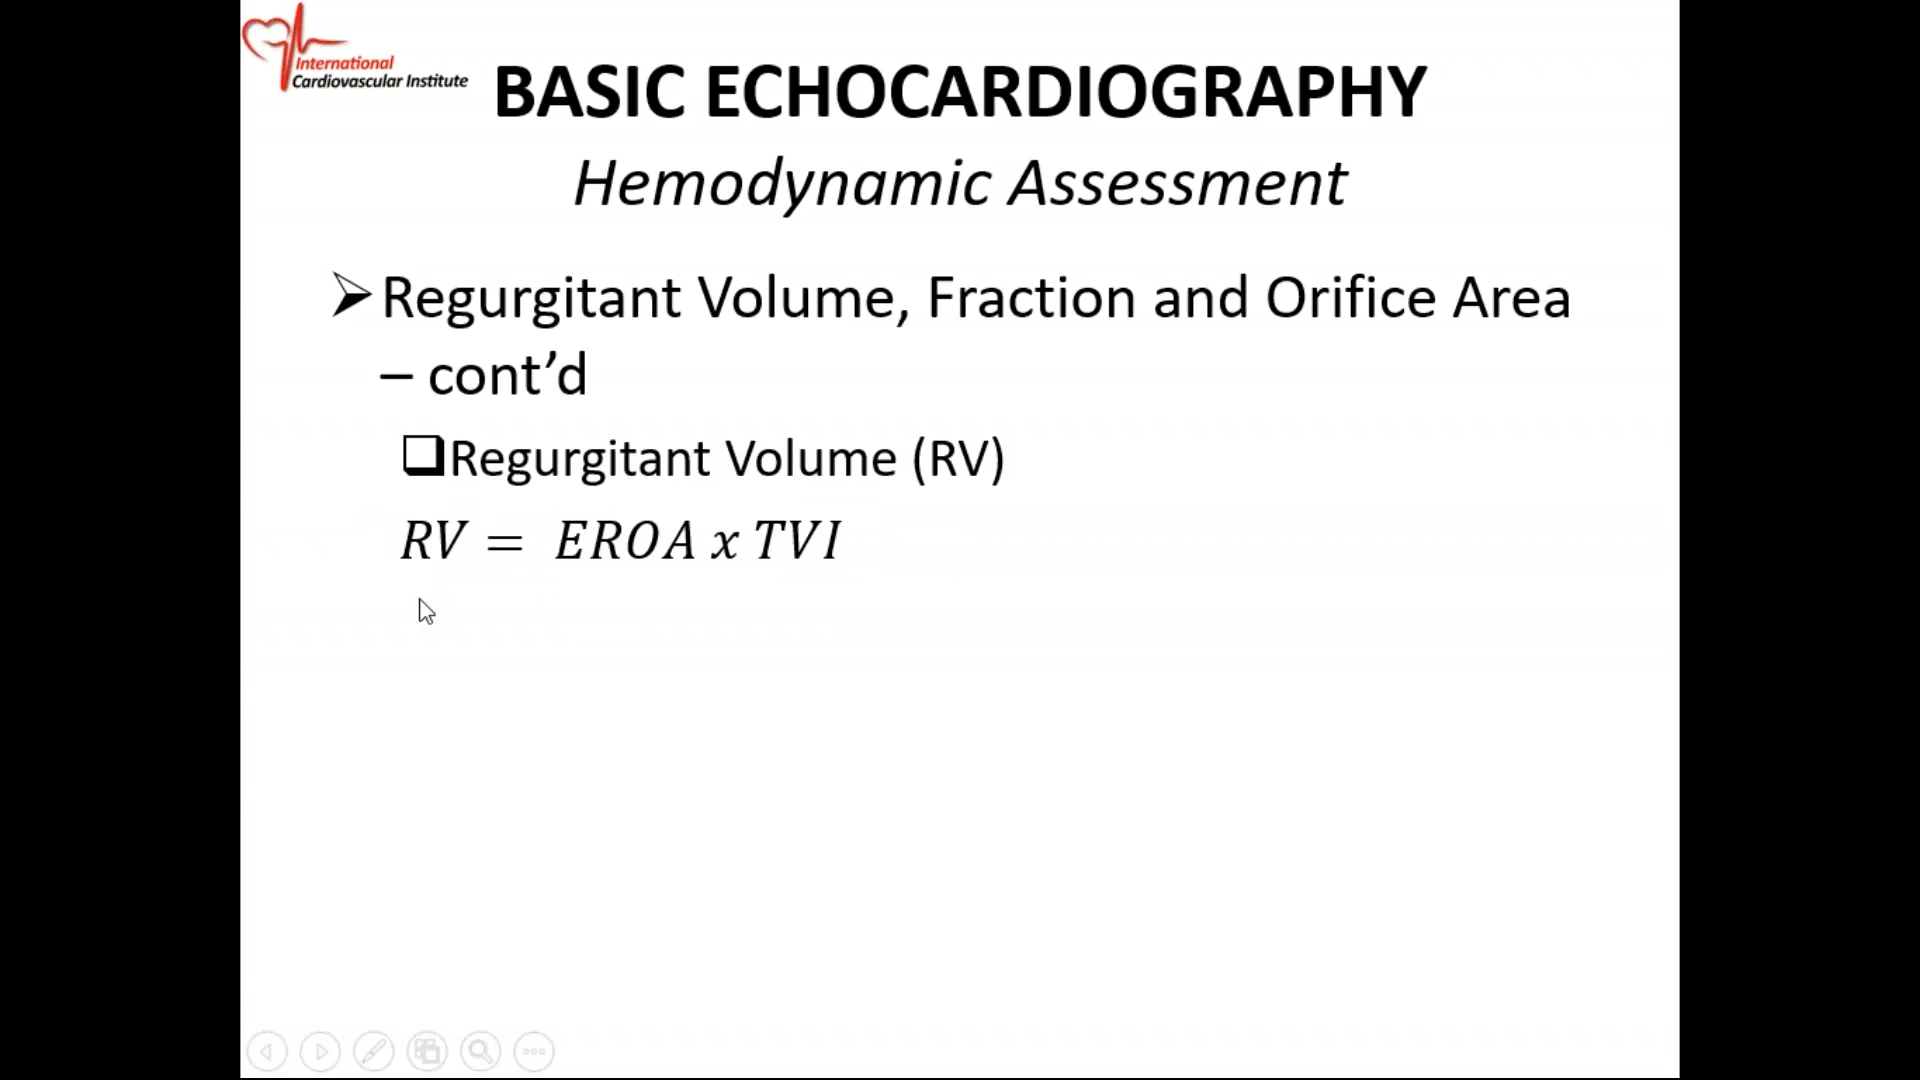 International
Cardiovascular Institute
BASIC ECHOCARDIOGRAPHY
Hemodynamic Assessment
Regurgitant Volume, Fraction and Orifice Area
– cont’d
Regurgitant Volume (RV)
RV = EROA x TVI